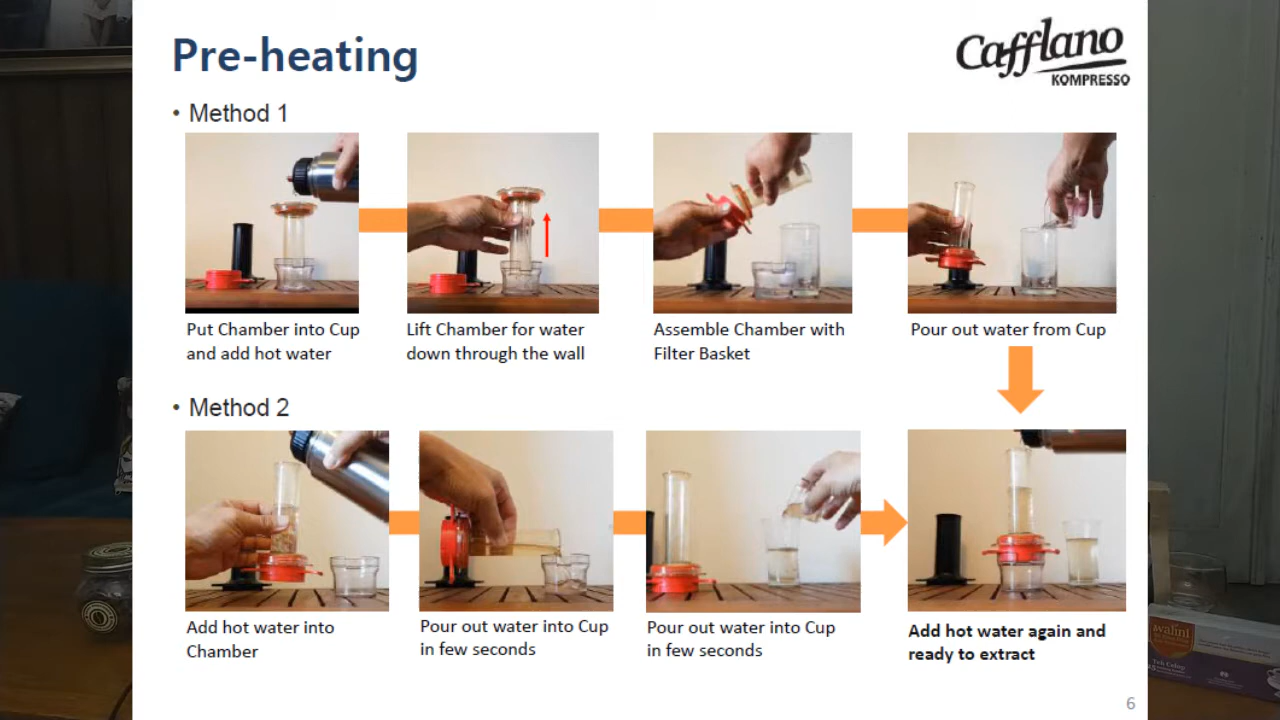 Pre-heating
Cafflano
KOMPRESSO
• Method 1
Put Chamber into Cup
and add hot water
Lift Chamber for water
down through the wall
Assemble Chamber with
Filter Basket
Pour out water from Cup
• Method 2
Add hot water into
Chamber
Pour out water into Cup
in few seconds
Pour out water into Cup
in few seconds
Add hot water again and
ready to extract
6
walini